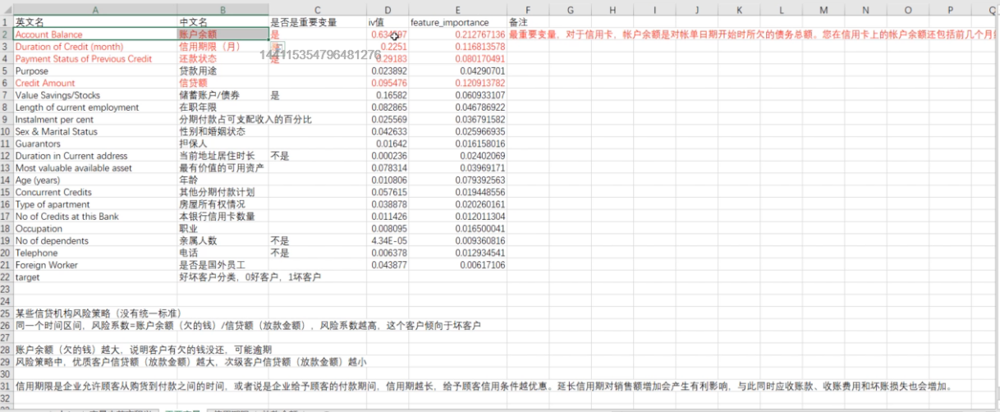 A B C D E F G H I J K L M N O P Q
1 英文名 中文名 是否是重要变量 iv值 feature_importance 备注
2 Account Balance 账户余额 是 0.212767136 最重要变量，对于信用卡，帐户余额是对帐单日期开始时所欠的债务总额。您在信用卡上的帐户余额还包括前几个月
3 Duration of Credit (month) 信用期限（月） 0.2251 0.116813578
144115354796481276
4 Payment Status of Previous Credit 还款状态 是 0.29183 0.080170491
5 Purpose 贷款用途 0.023892 0.04290701
6 Credit Amount 信贷额 0.095476 0.120913782
7 Value Savings/Stocks 储蓄账户/债券 是 0.16582 0.060933107
8 Length of current employment 在职年限 0.082865 0.046786922
9 Instalment per cent 分期付款占可支配收入的百分比 0.025569 0.036791582
10 Sex & Marital Status 性别和婚姻状态 0.042633 0.025966935
11 Guarantors 担保人 0.01642 0.016158016
12 Duration in Current address 当前地址居住时长 不是 0.000236 0.02402069
13 Most valuable available asset 最有价值的可用资产 0.078314 0.03969171
14 Age (years) 年龄 0.010806 0.079392563
15 Concurrent Credits 其他分期付款计划 0.057615 0.019448556
16 Type of apartment 房屋所有权情况 0.038878 0.020260161
17 No of Credits at this Bank 本银行信用卡数量 0.011426 0.012011304
18 Occupation 职业 0.008095 0.016500041
19 No of dependents 亲属人数 不是 4.34E-05 0.009360816
20 Telephone 电话 不是 0.006378 0.012934541
21 Foreign Worker 是否是国外员工 0.043877 0.00617106
22 target 好坏客户分类，0好客户，1坏客户
23
24
25 某些信贷机构风险策略（没有统一标准）
26 同一个时间区间，风险系数=账户余额（欠的钱）/信贷额（放款金额），风险系数越高，这个客户倾向于坏客户
27
28 账户余额（欠的钱）越大，说明客户有欠的钱没还，可能逾期
29 风险策略中，优质客户信贷额（放款金额）越大，次级客户信贷额（放款金额）越小
30
31 信用期限是企业允许顾客从购货到付款之间的时间，或者说是企业给予顾客的付款期间，信用期越长，给予顾客信用条件越优惠。延长信用期对销售额增加会产生有利影响，与此同时应收账款、收账费用和坏账损失也会增加。
32